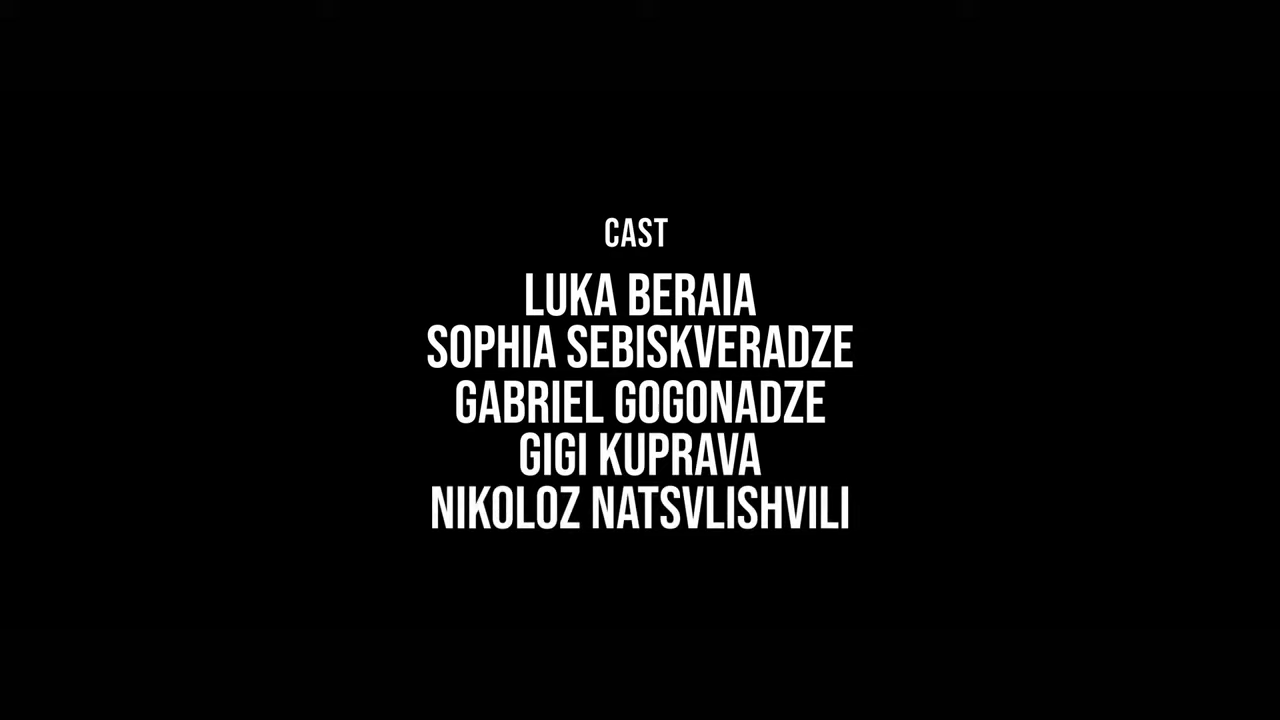 CAST
LUKA BERAIA
SOPHIA SEBISKVERADZE
GABRIEL GOGONADZE
GIGI KUPRAVA
NIKOLOZ NATSVLISHVILI